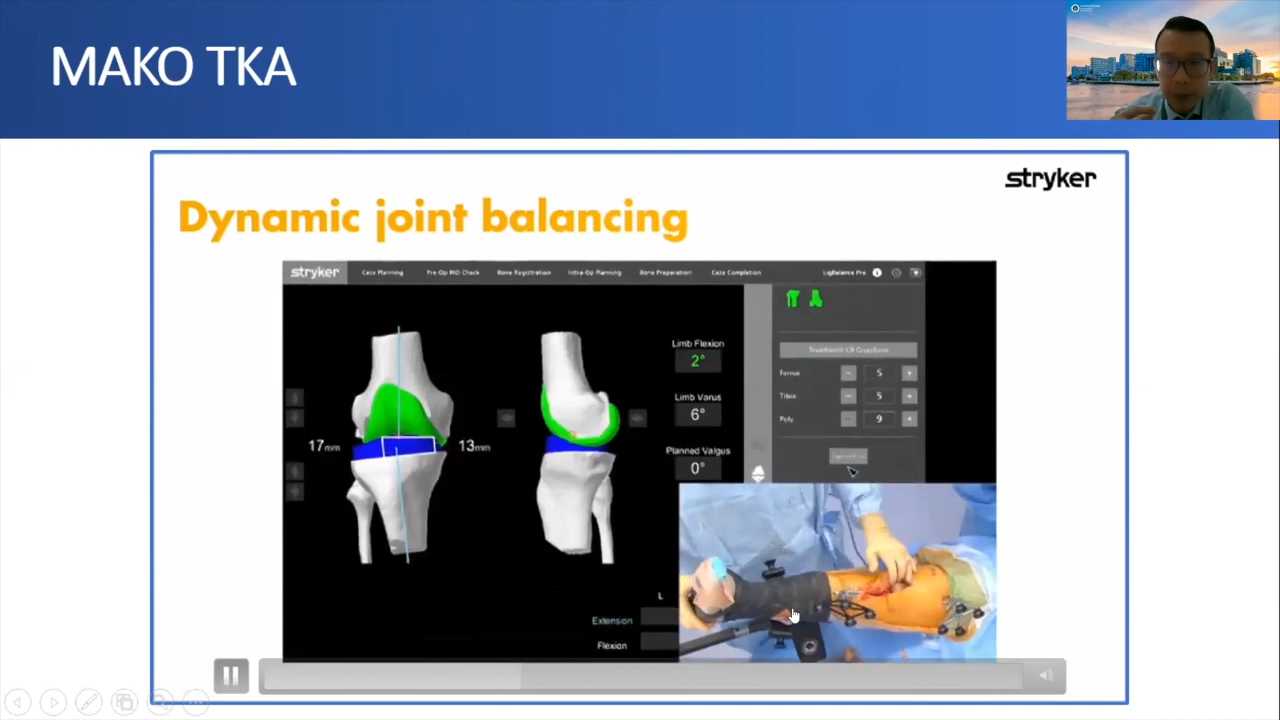 MAKO TKA
stryker
Dynamic joint balancing
stryker
Case Planning
Pre-Op RIO Check
Bone Registration
Intra-Op Planning
Bone Preparation
Case Completion
LigBalance Pro
Limb Flexion
2°
Limb Varus
6°
Planned Valgus
0°
17mm
13mm
Femur
5
Tibia
5
Poly
9
L
Extension
Flexion